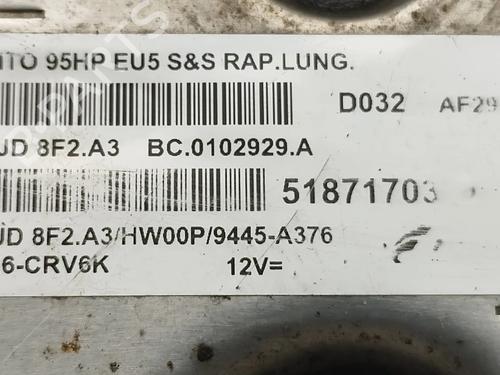 ITO 95HP EU5 S&S RAP.LUNG.
D032 AF29
JD 8F2.A3 BC.0102929.A
51871703
JD 8F2.A3/HW00P/9445-A376
6-CRV6K 12V=